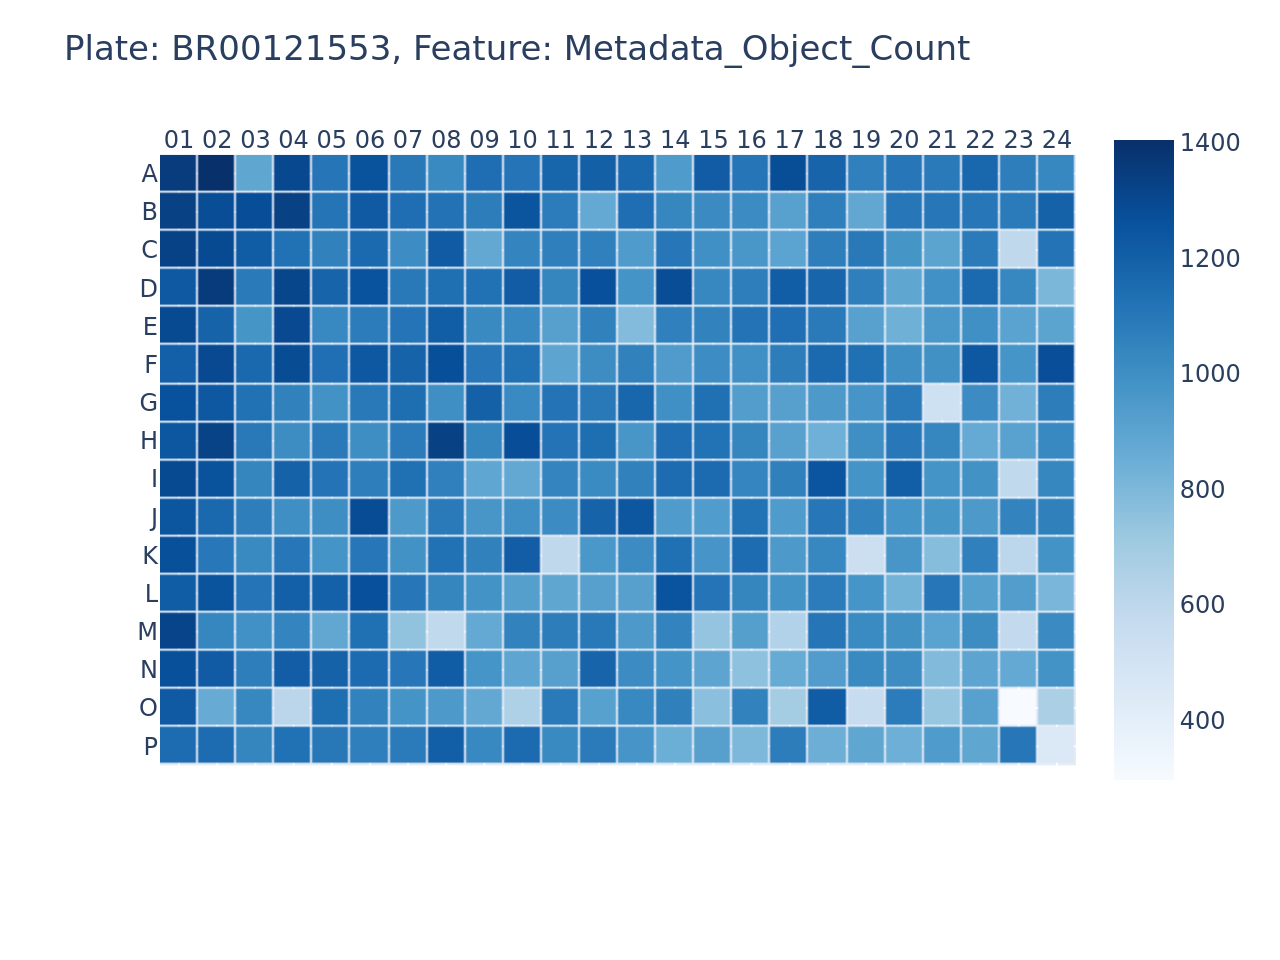 Plate: BR00121553, Feature: Metadata_Object_Count
01 02 03 04 05 06 07 08 09 10 11 12 13 14 15 16 17 18 19 20 21 22 23 24
A
B
C
D
E
F
G
H
I
J
K
L
M
N
O
P
1400
1200
1000
800
600
400